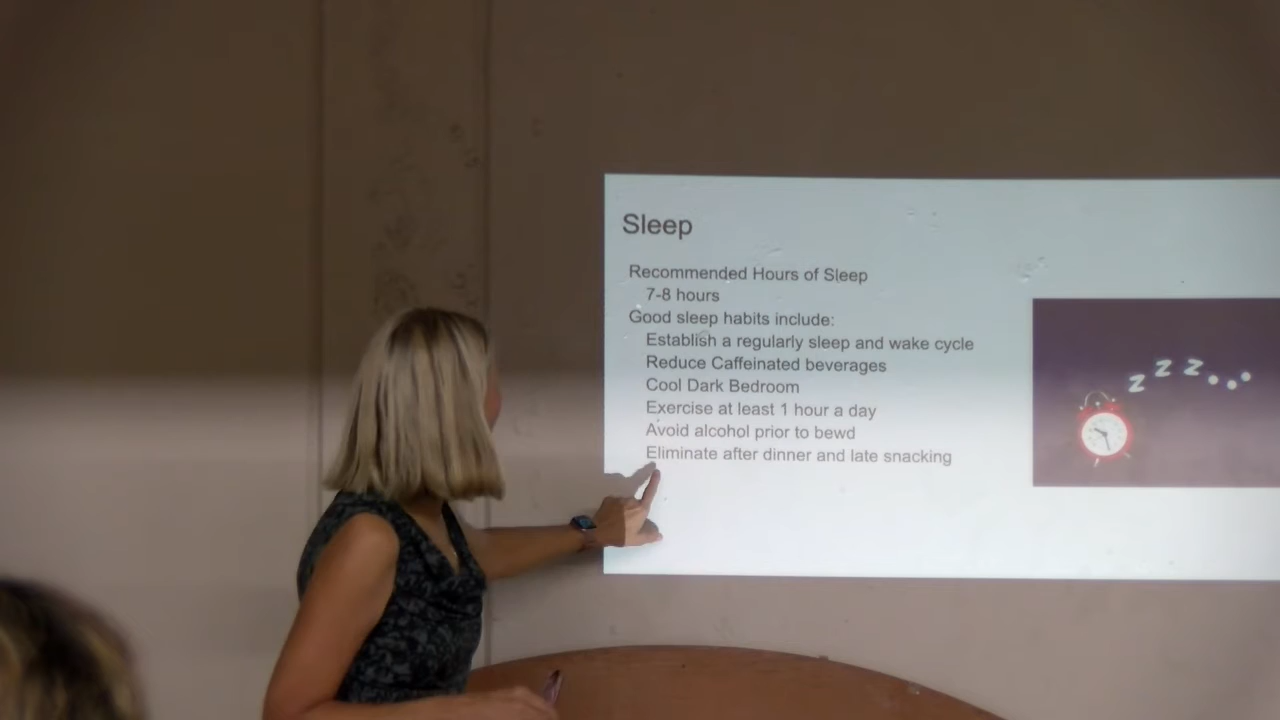 Sleep
Recommended Hours of Sleep
7-8 hours
Good sleep habits include:
Establish a regularly sleep and wake cycle
Reduce Caffeinated beverages
Cool Dark Bedroom
Exercise at least 1 hour a day
Avoid alcohol prior to bewd
Eliminate after dinner and late snacking
z z z